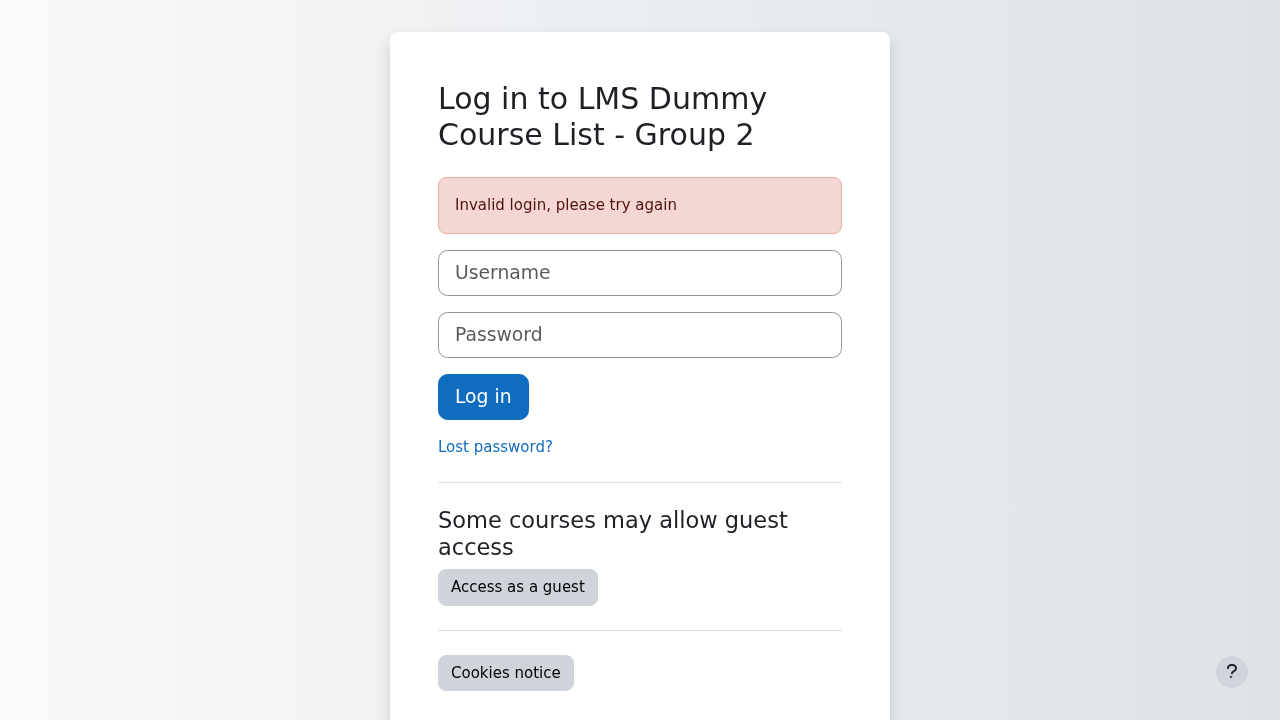 Log in to LMS Dummy
Course List - Group 2
Invalid login, please try again
Username
Password
Log in
Lost password?
Some courses may allow guest
access
Access as a guest
Cookies notice
?